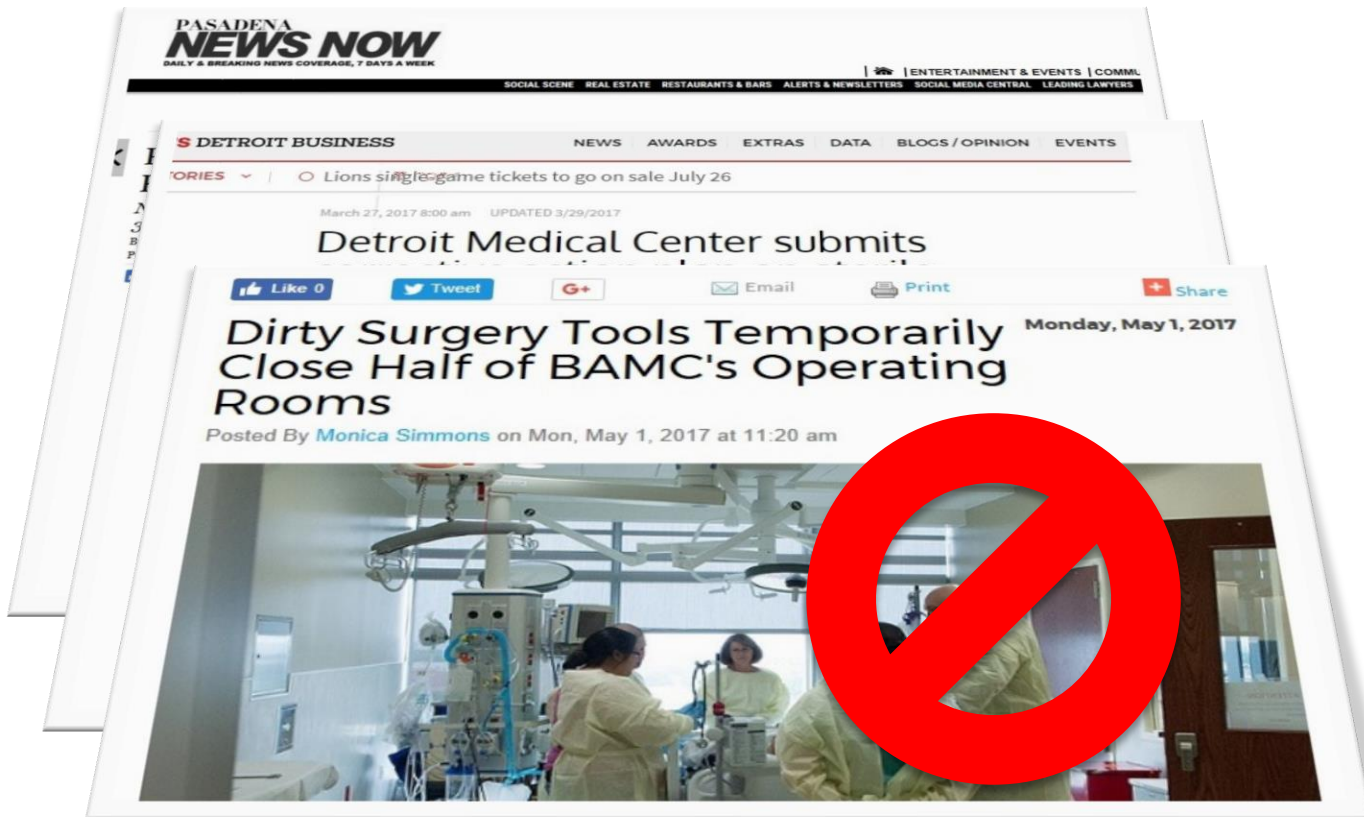 PASADENA
NEWS NOW
DAILY & BREAKING NEWS COVERAGE, 7 DAYS A WEEK
| | ENTERTAINMENT & EVENTS | COMMU
SOCIAL SCENE REAL ESTATE RESTAURANTS & BARS ALERTS & NEWSLETTERS SOCIAL MEDIA CENTRAL LEADING LAWYERS
S DETROIT BUSINESS
NEWS AWARDS EXTRAS DATA BLOGS / OPINION EVENTS
ORIES
Lions single-game tickets to go on sale July 26
March 27, 2017 8:00 am UPDATED 3/29/2017
Detroit Medical Center submits
Like 0 Tweet G+ Email Print Share
Dirty Surgery Tools Temporarily
Close Half of BAMC's Operating
Rooms
Monday, May 1, 2017
Posted By Monica Simmons on Mon, May 1, 2017 at 11:20 am